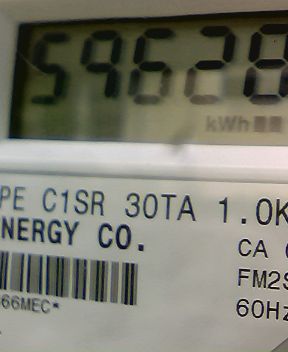 59628
kWh
PE C1SR 30TA 1.0K
NERGY CO.
CA
FM2S
66MEC*
60Hz